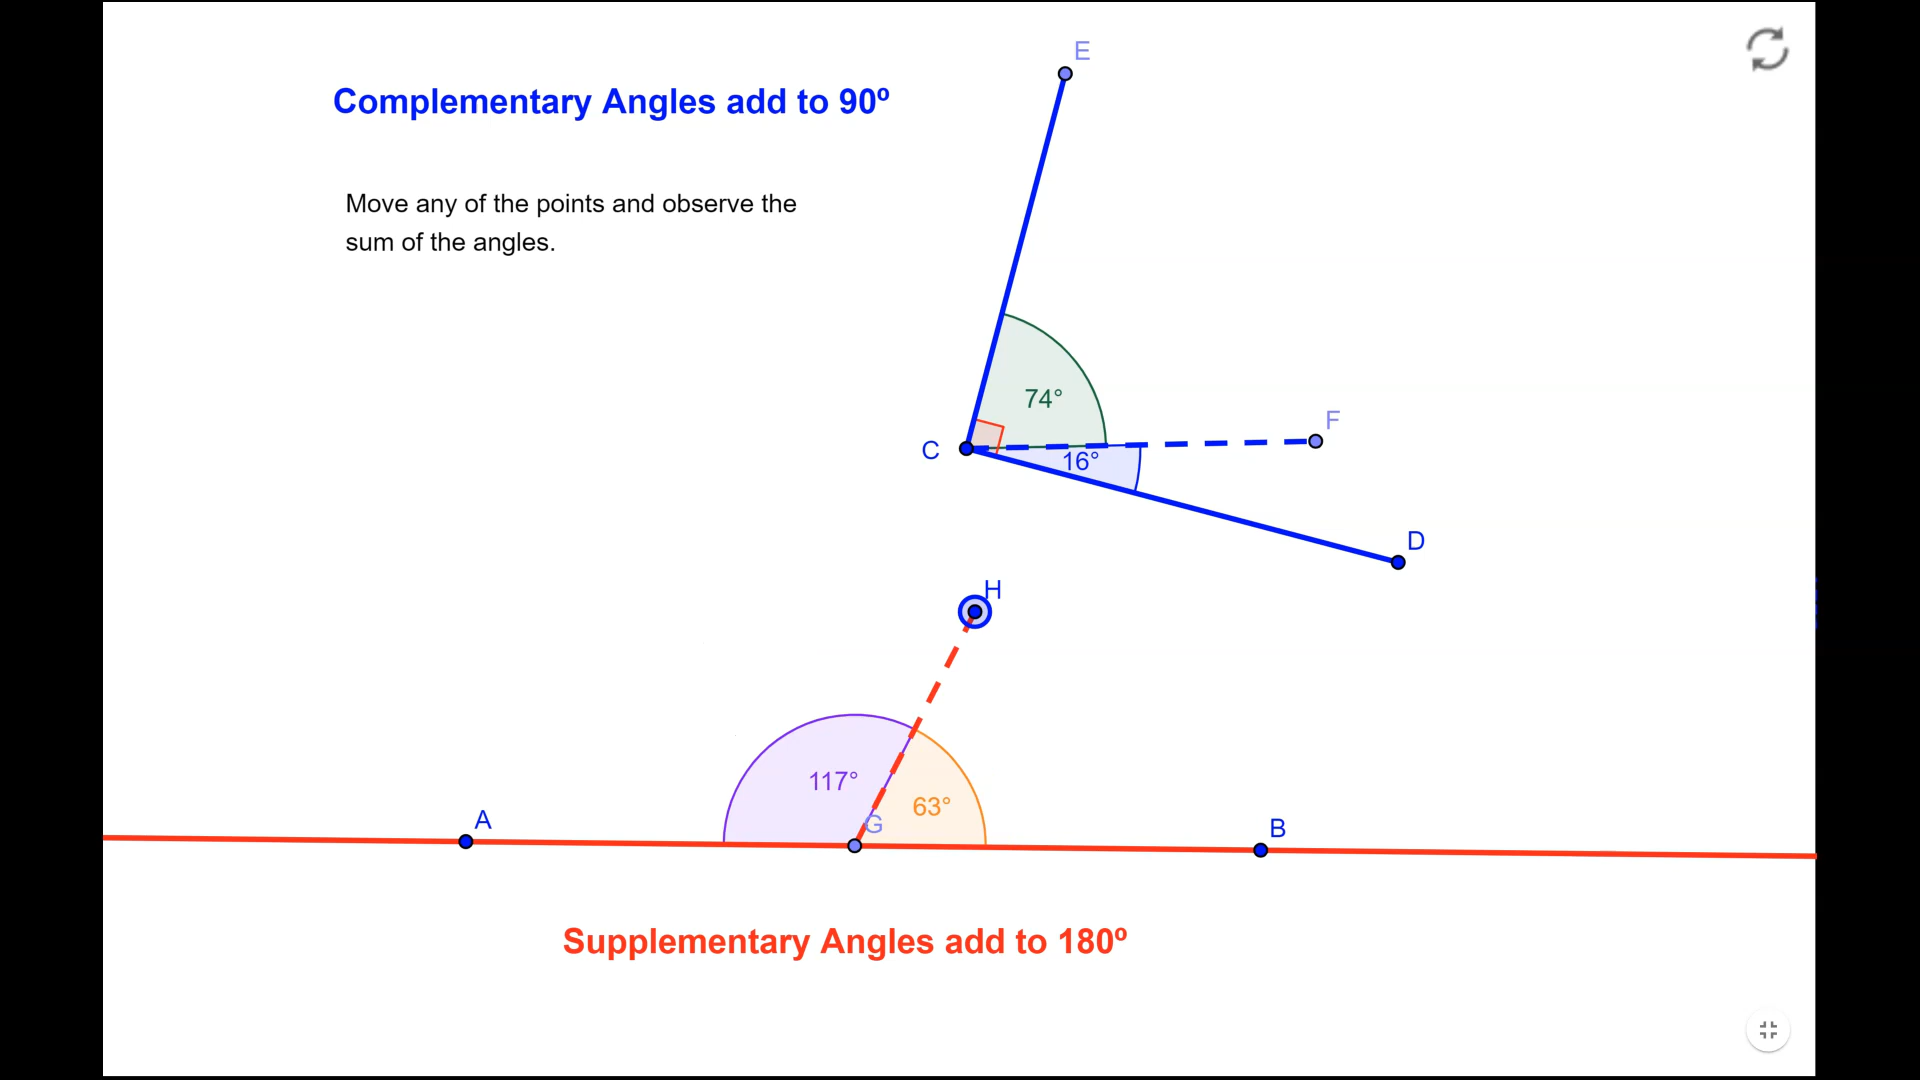 E
Complementary Angles add to 90º
Move any of the points and observe the
sum of the angles.
74°
F
C
16°
D
H
117°
63°
A
G
B
Supplementary Angles add to 180º